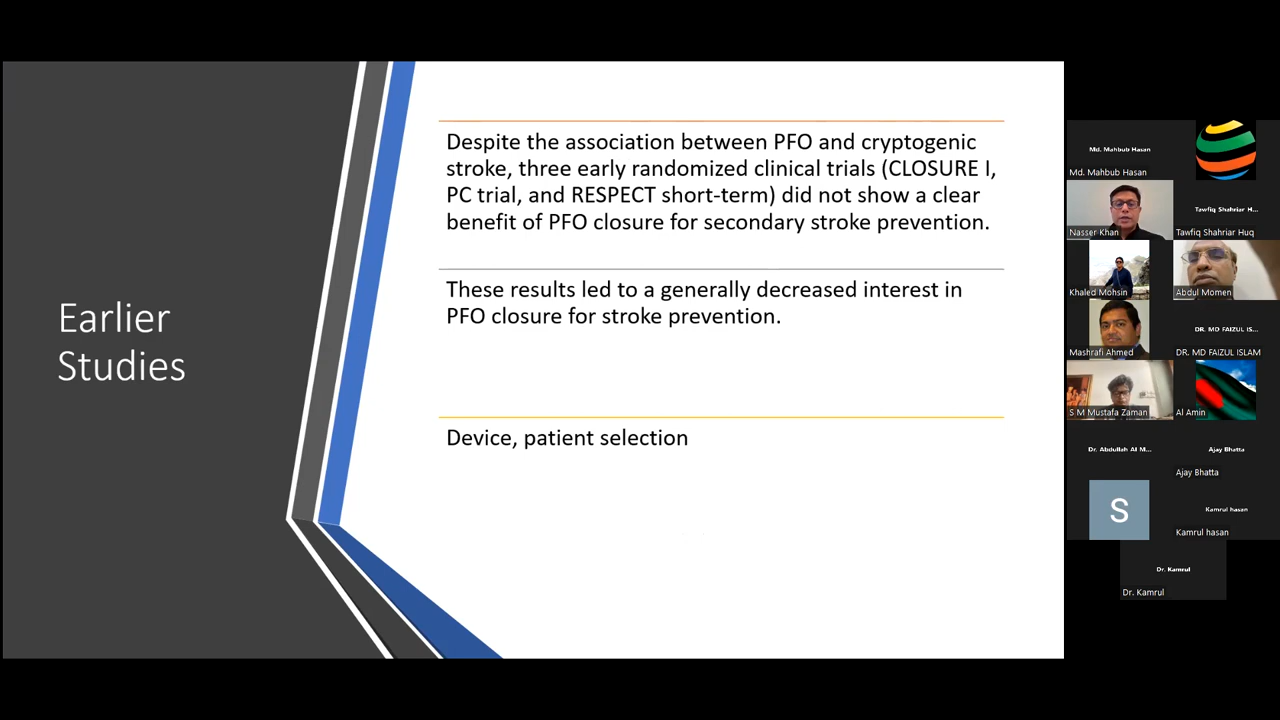 Earlier
Studies
Despite the association between PFO and cryptogenic
stroke, three early randomized clinical trials (CLOSURE I,
PC trial, and RESPECT short-term) did not show a clear
benefit of PFO closure for secondary stroke prevention.
These results led to a generally decreased interest in
PFO closure for stroke prevention.
Device, patient selection
Md. Mahbub Hasan
Md. Mahbub Hasan
Nasser Khan
Tawfiq Shahriar H...
Tawfiq Shahriar Huq
Khaled Mohsin
Abdul Momen
Mashrafi Ahmed
DR. MD FAIZUL IS...
DR. MD FAIZUL ISLAM
S M Mustafa Zaman
Al Amin
Dr. Abdullah Al M...
Ajay Bhatta
Ajay Bhatta
S
Kamrul hasan
Kamrul hasan
Dr. Kamrul
Dr. Kamrul